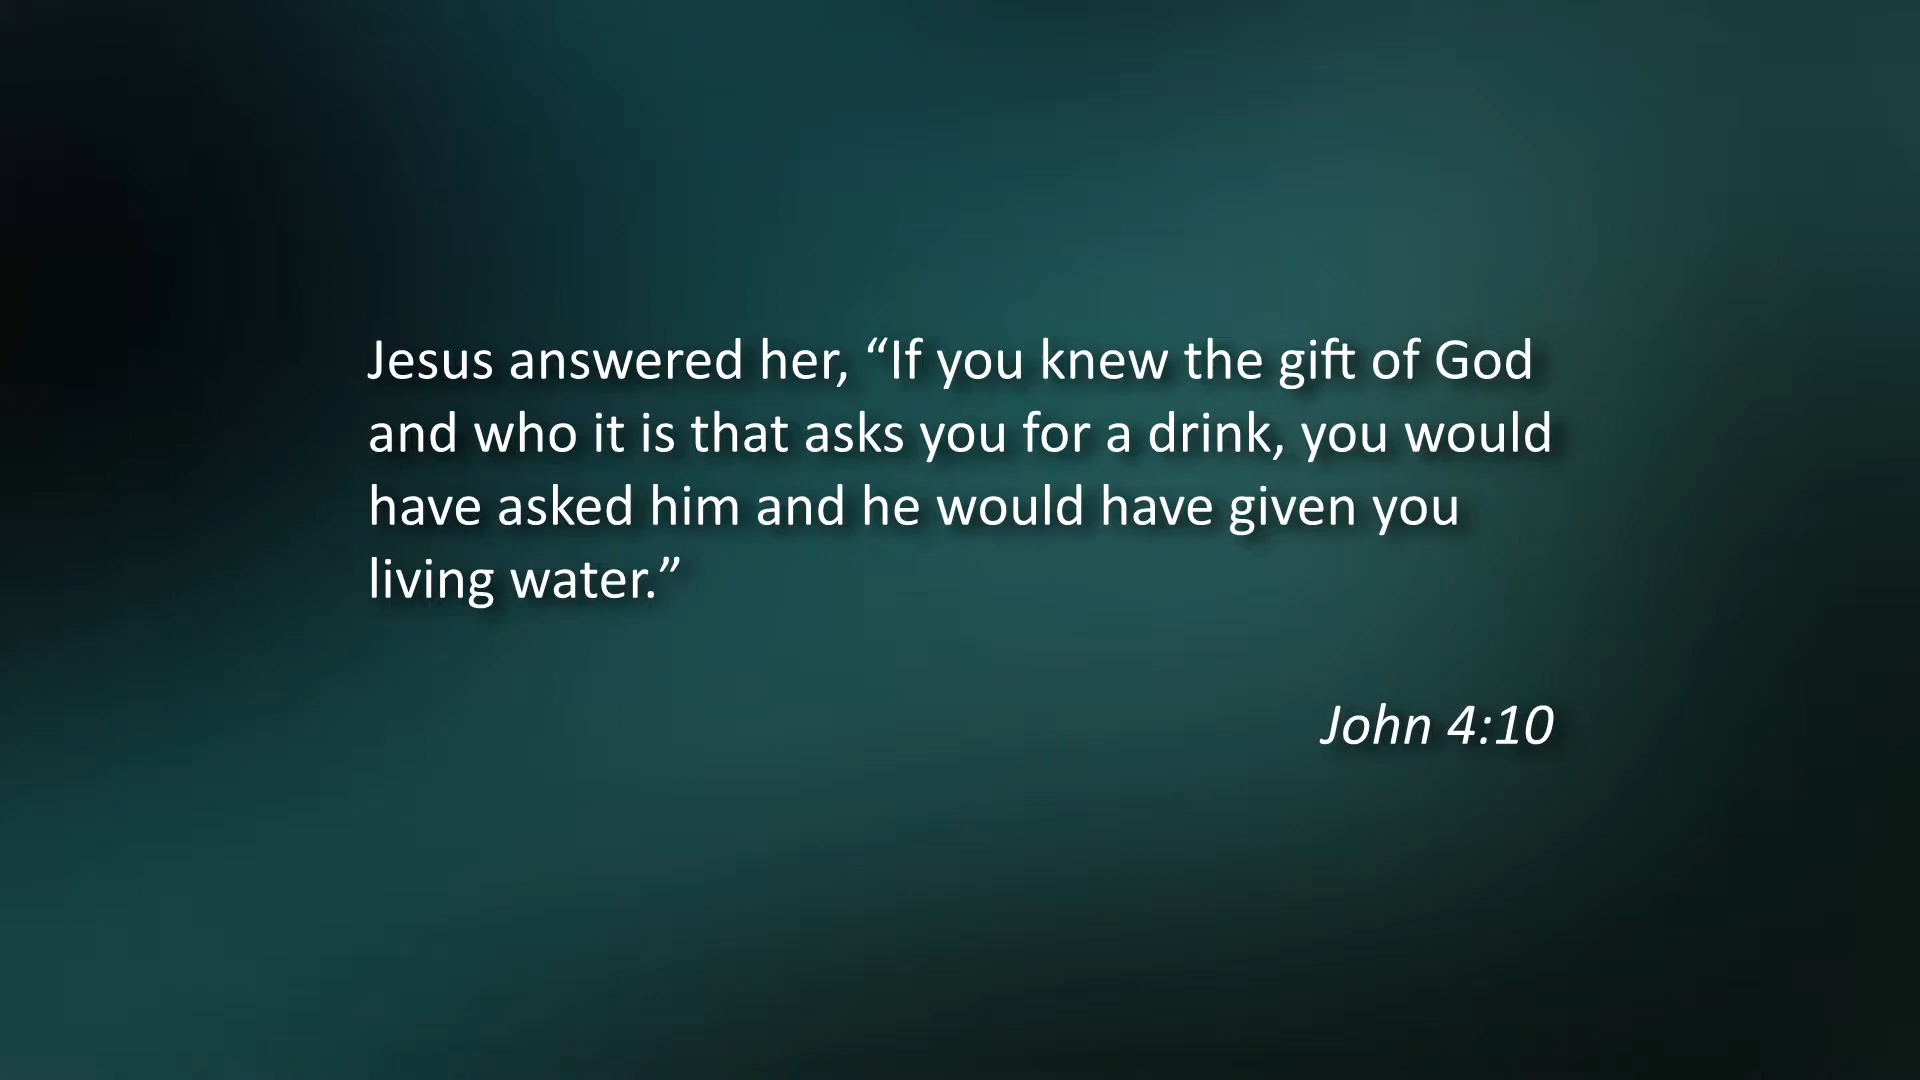 Jesus answered her, “If you knew the gift of God
and who it is that asks you for a drink, you would
have asked him and he would have given you
living water.”
John 4:10